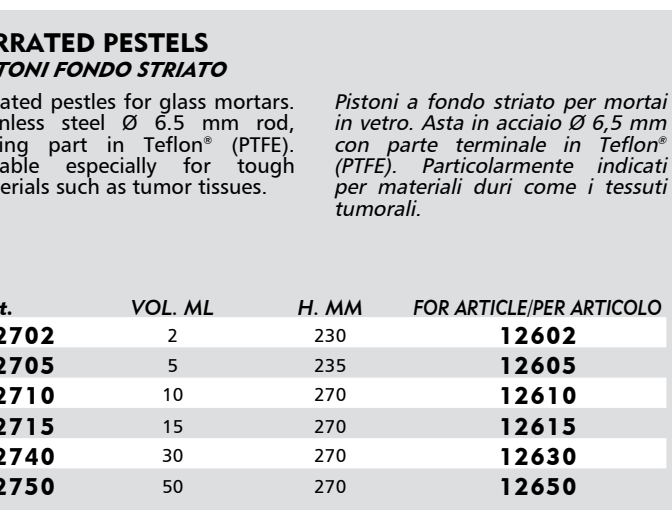 RRATED PESTELS
TONI FONDO STRIATO
ated pestles for glass mortars.
nless steel Ø 6.5 mm rod,
ing part in Teflon® (PTFE).
able especially for tough
erials such as tumor tissues.
Pistoni a fondo striato per mortai
in vetro. Asta in acciaio Ø 6,5 mm
con parte terminale in Teflon®
(PTFE). Particolarmente indicati
per materiali duri come i tessuti
tumorali.
t. VOL. ML H. MM FOR ARTICLE/PER ARTICOLO
2702 2 230 12602
2705 5 235 12605
2710 10 270 12610
2715 15 270 12615
2740 30 270 12630
2750 50 270 12650